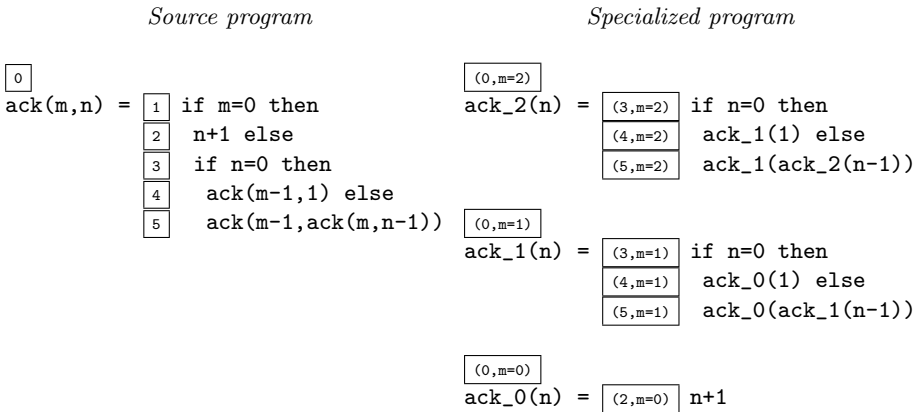 Source program
0
ack(m,n) = 1 if m=0 then
2 n+1 else
3 if n=0 then
4 ack(m-1,1) else
5 ack(m-1,ack(m,n-1))
Specialized program
(0,m=2)
ack_2(n) = (3,m=2) if n=0 then
(4,m=2) ack_1(1) else
(5,m=2) ack_1(ack_2(n-1))
(0,m=1)
ack_1(n) = (3,m=1) if n=0 then
(4,m=1) ack_0(1) else
(5,m=1) ack_0(ack_1(n-1))
(0,m=0)
ack_0(n) = (2,m=0) n+1